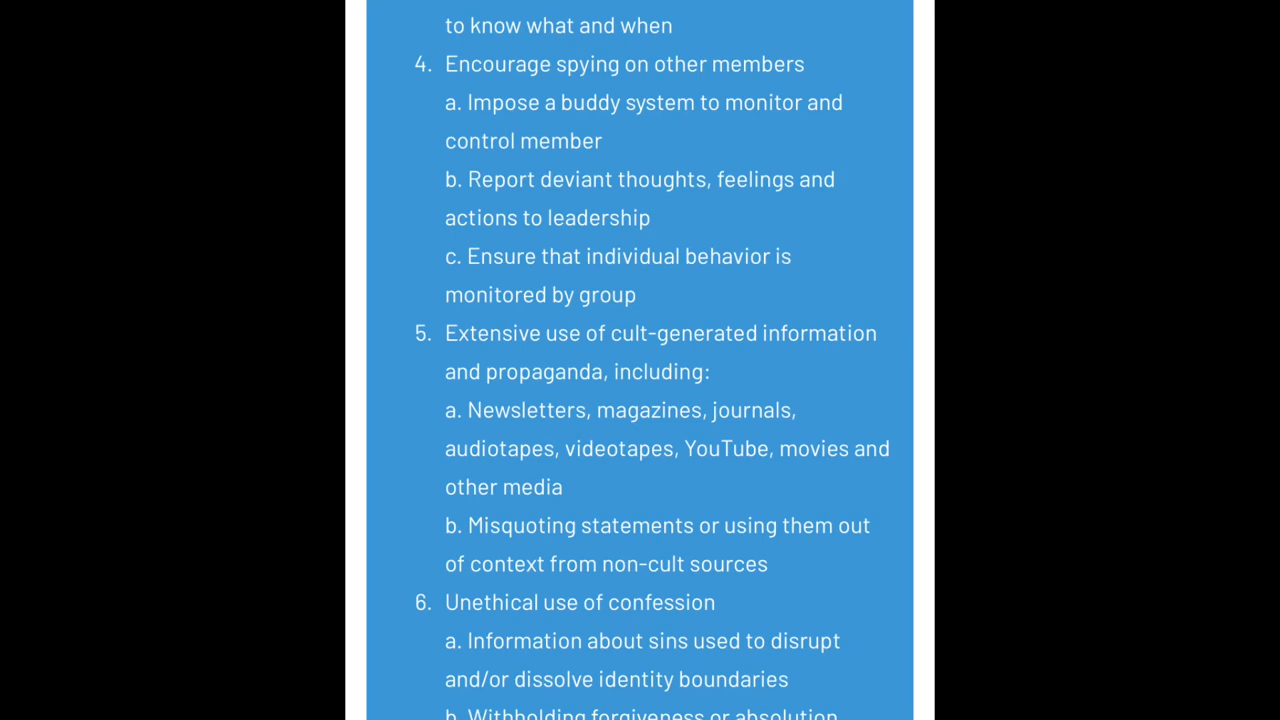 to know what and when
4. Encourage spying on other members
a. Impose a buddy system to monitor and
control member
b. Report deviant thoughts, feelings and
actions to leadership
c. Ensure that individual behavior is
monitored by group
5. Extensive use of cult-generated information
and propaganda, including:
a. Newsletters, magazines, journals,
audiotapes, videotapes, YouTube, movies and
other media
b. Misquoting statements or using them out
of context from non-cult sources
6. Unethical use of confession
a. Information about sins used to disrupt
and/or dissolve identity boundaries
b. Withholding forgiveness or absolution